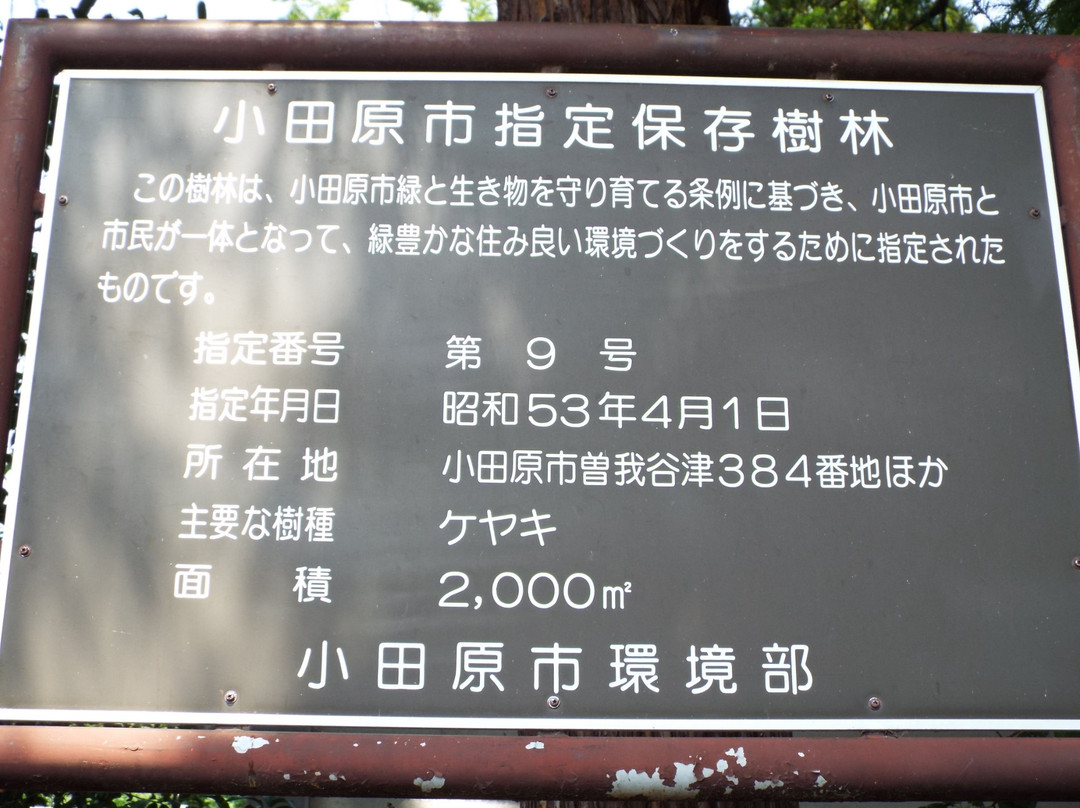 小田原市指定保存樹林
この樹林は、小田原市緑と生き物を守り育てる条例に基づき、小田原市と
市民が一体となって、緑豊かな住み良い環境づくりをするために指定された
ものです。
指定番号 第 9 号
指定年月日 昭和53年4月1日
所在地 小田原市曽我谷津384番地ほか
主要な樹種 ケヤキ
面 積 2,000㎡
小田原市環境部